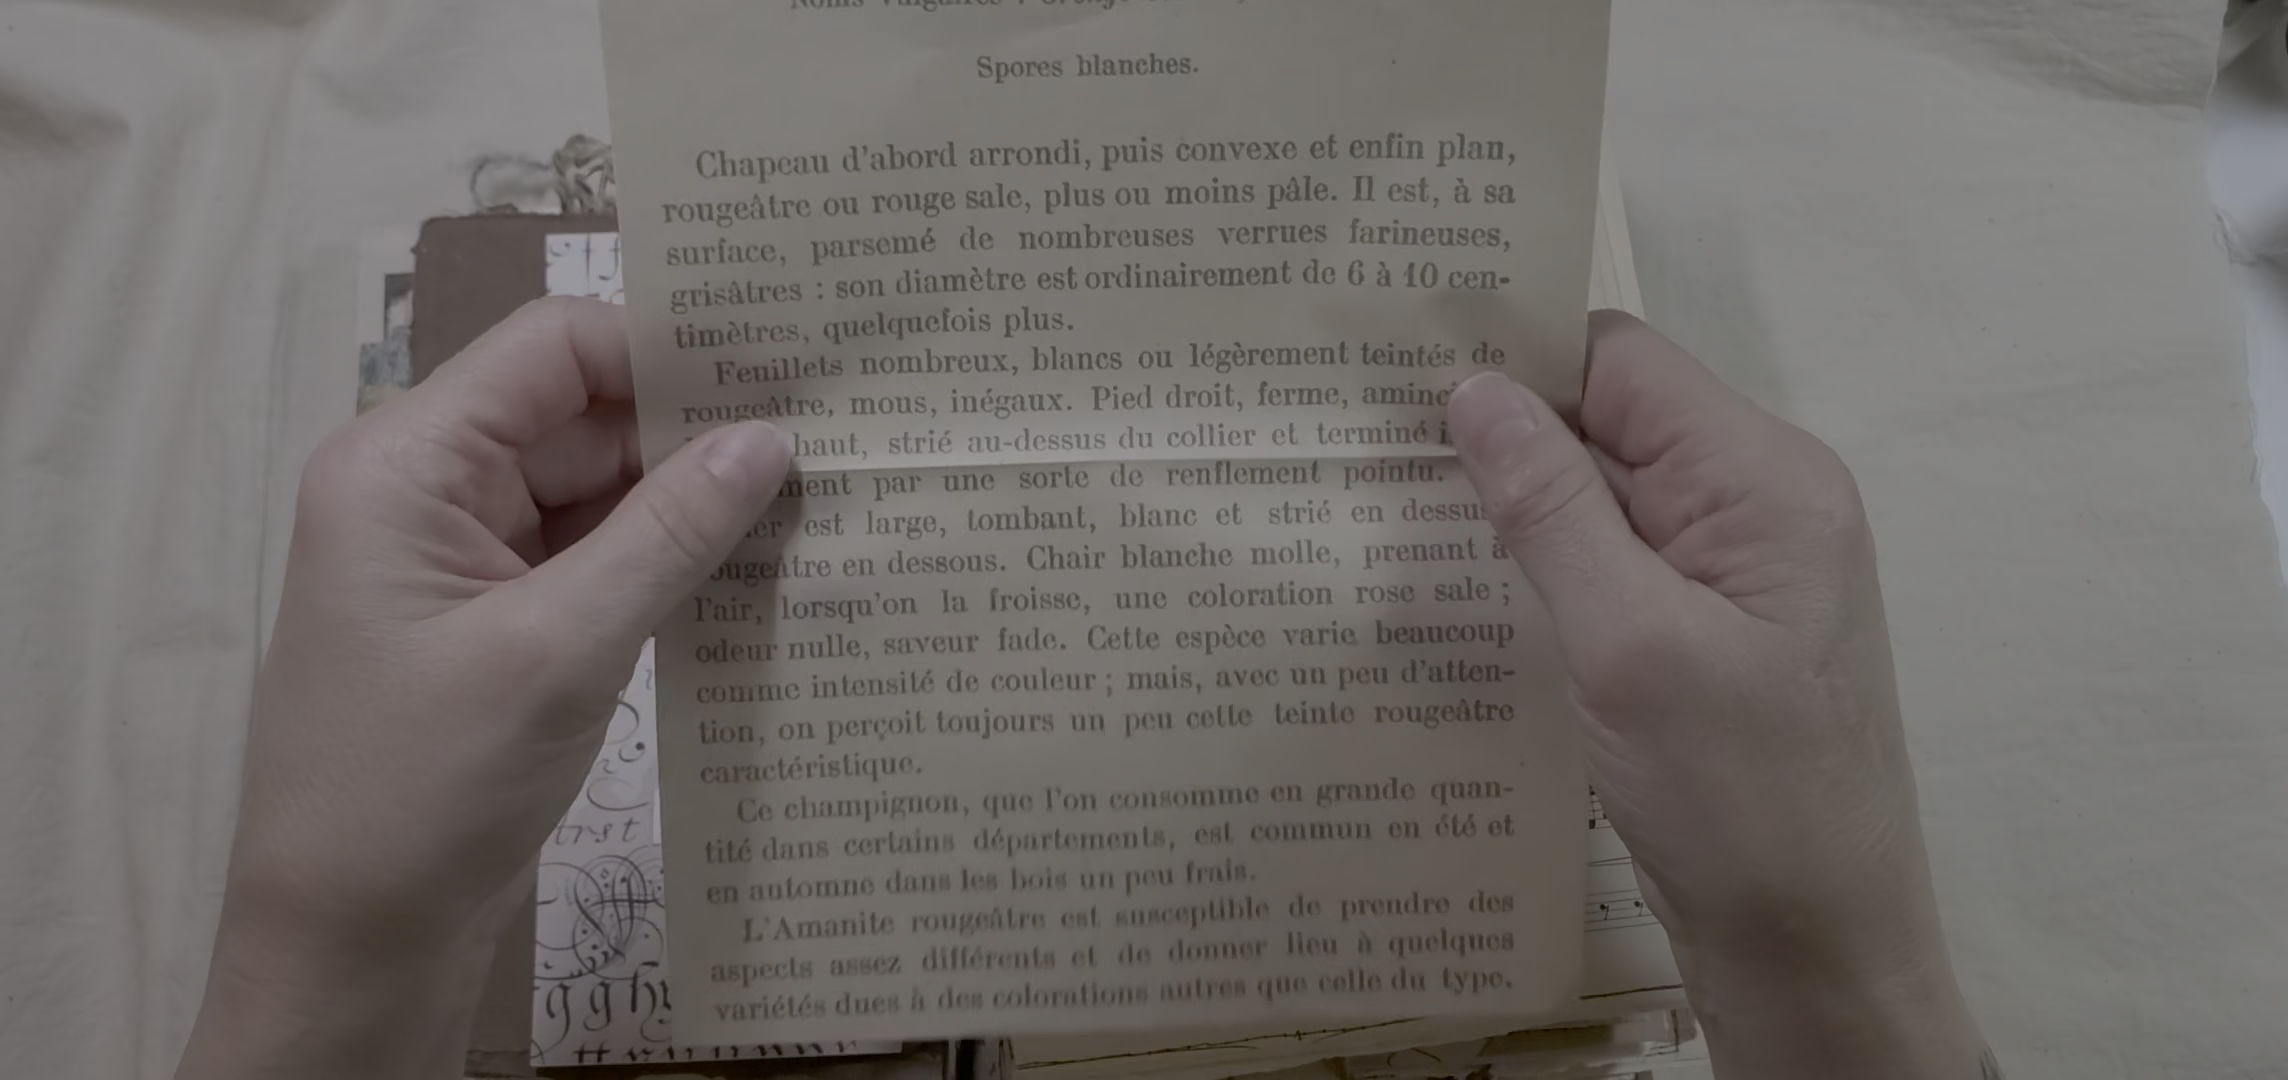 Spores blanches.
Chapeau d'abord arrondi, puis convexe et enfin plan,
rougeâtre ou rouge sale, plus ou moins pâle. Il est, à sa
surface, parsemé de nombreuses verrues farineuses,
grisâtres : son diamètre est ordinairement de 6 à 10 cen-
timètres, quelquefois plus.
Feuillets nombreux, blancs ou légèrement teintés de
rougeâtre, mous, inégaux. Pied droit, ferme,
haut, strié au-dessus du collier et terminé
par une sorte de renflement pointu.
est large, tombant, blanc et strié en
en dessous. Chair blanche molle, prenant à
l'air, lorsqu'on la froisse, une coloration rose sale ;
odeur nulle, saveur fade. Cette espèce varie beaucoup
comme intensité de couleur ; mais, avec un peu d'atten-
tion, on perçoit toujours un peu cette teinte rougeâtre
caractéristique.
Ce champignon, que l'on consomme en grande quan-
tité dans certains départements, est commun en été et
en automne dans les bois un peu frais.
L'Amanite rougeâtre est susceptible de prendre des
aspects assez différents et de donner lieu à quelques
variétés dues à des colorations autres que celle du type.
rst
g g h